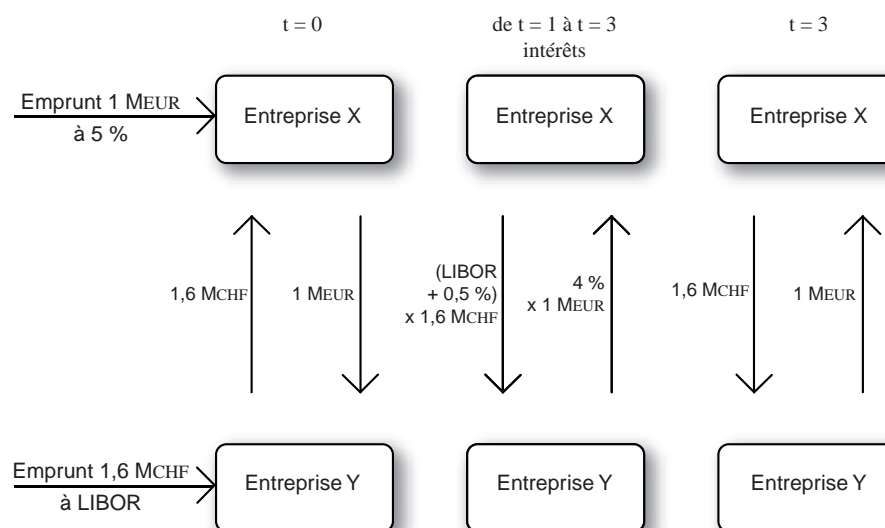 t = 0
de t = 1 à t = 3
intérêts
t = 3
Emprunt 1 MEUR
à 5 %
Entreprise X
Entreprise X
Entreprise X
1,6 MCHF
1 MEUR
(LIBOR
+ 0,5 %)
x 1,6 MCHF
4 %
x 1 MEUR
1,6 MCHF
1 MEUR
Emprunt 1,6 MCHF
à LIBOR
Entreprise Y
Entreprise Y
Entreprise Y